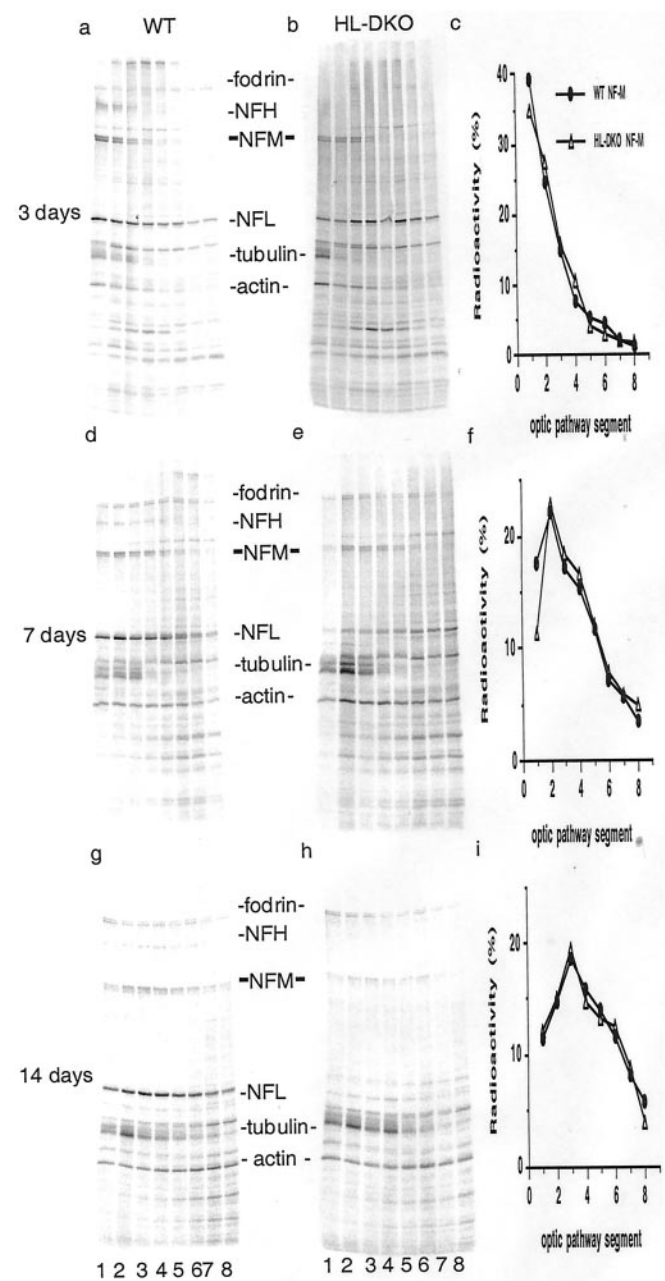 a WT b HL-DKO c
-fodrin-
-NFH
-NFM-
3 days
-NFL
-tubulin-
-actin-
Radioactivity (%)
40
30
20
10
0
0 2 4 6 8
optic pathway segment
WT NF-M
HL-DKO NF-M
d e f
-fodrin-
-NFH
-NFM-
7 days
-NFL
-tubulin-
-actin-
Radioactivity (%)
20
10
0
0 2 4 6 8
optic pathway segment
g h i
-fodrin-
-NFH
-NFM-
14 days
-NFL
-tubulin-
- actin -
Radioactivity (%)
20
10
0
0 2 4 6 8
optic pathway segment
1 2 3 4 5 67 8 1 2 3 4 5 6 7 8